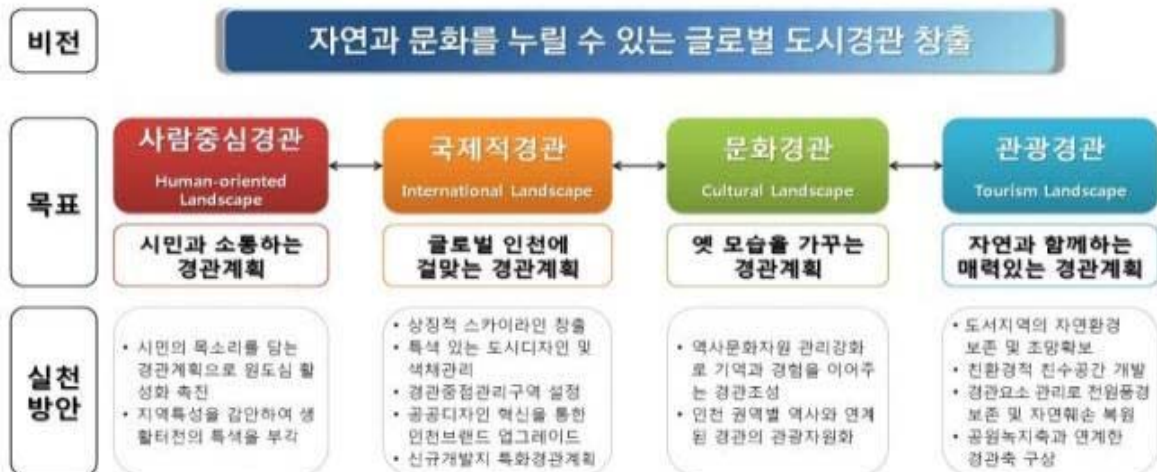 비전
자연과 문화를 누릴 수 있는 글로벌 도시경관 창출
목표
사람중심경관
Human-oriented
Landscape
시민과 소통하는
경관계획
국제적경관
International Landscape
글로벌 인천에
걸맞는 경관계획
문화경관
Cultural Landscape
옛 모습을 가꾸는
경관계획
관광경관
Tourism Landscape
자연과 함께하는
매력있는 경관계획
실천
방안
• 시민의 목소리를 담는
경관계획으로 원도심 활
성화 촉진
• 지역특성을 감안하여 생
활터전의 특색을 부각
• 상징적 스카이라인 창출
• 특색 있는 도시디자인 및
색채관리
• 경관중점관리구역 설정
• 공공디자인 혁신을 통한
인천브랜드 업그레이드
• 신규개발지 특화경관계획
• 역사문화자원 관리강화
로 기억과 경험을 이어주
는 경관조성
• 인천 권역별 역사와 연계
된 경관의 관광자원화
• 도서지역의 자연환경
보존 및 조망확보
• 친환경적 친수공간 개발
• 경관요소 관리로 전원풍경
보존 및 자연훼손 복원
• 공원녹지축과 연계한
경관축 구상